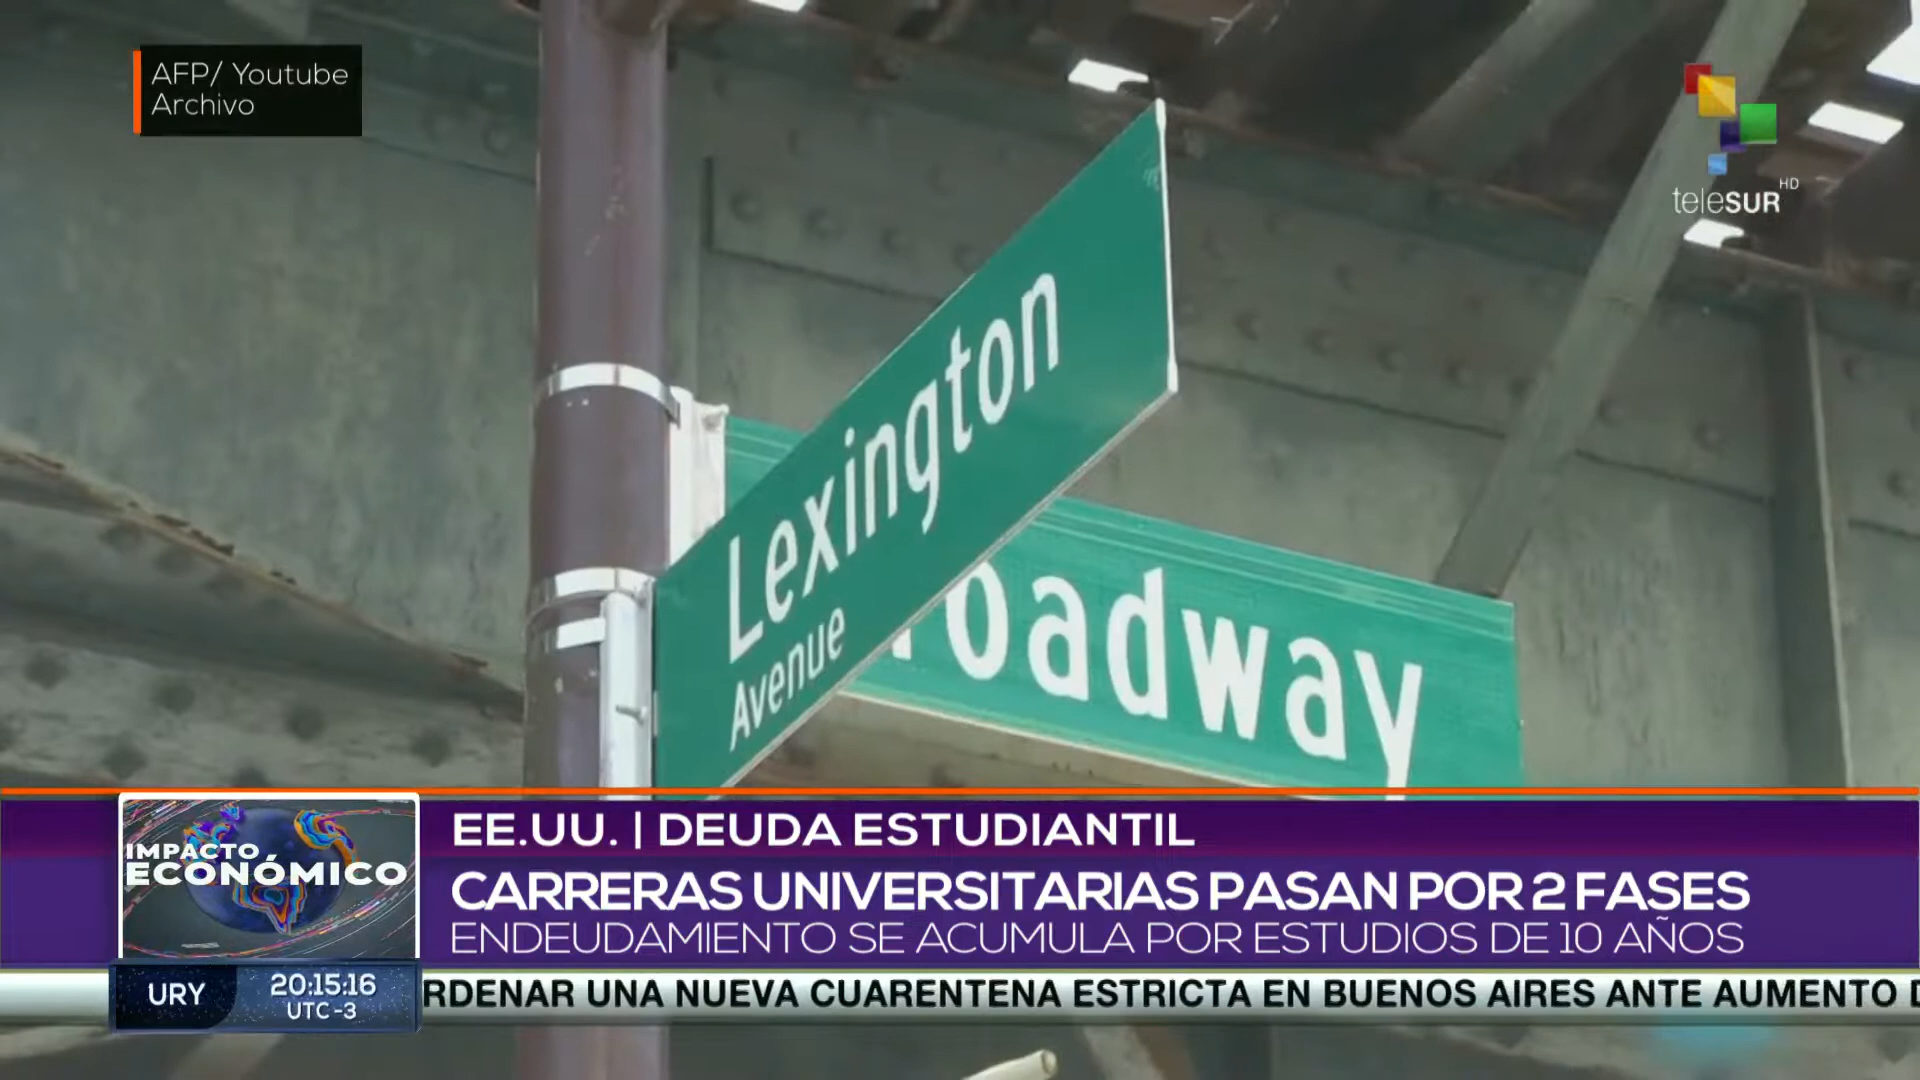 AFP/ Youtube
Archivo
teleSUR HD
Lexington
Avenue
roadway
EE.UU. | DEUDA ESTUDIANTIL
IMPACTO
ECONÓMICO
CARRERAS UNIVERSITARIAS PASAN POR 2 FASES
ENDEUDAMIENTO SE ACUMULA POR ESTUDIOS DE 10 AÑOS
URY
20:15:16
UTC-3
RDENAR UNA NUEVA CUARENTENA ESTRICTA EN BUENOS AIRES ANTE AUMENTO D